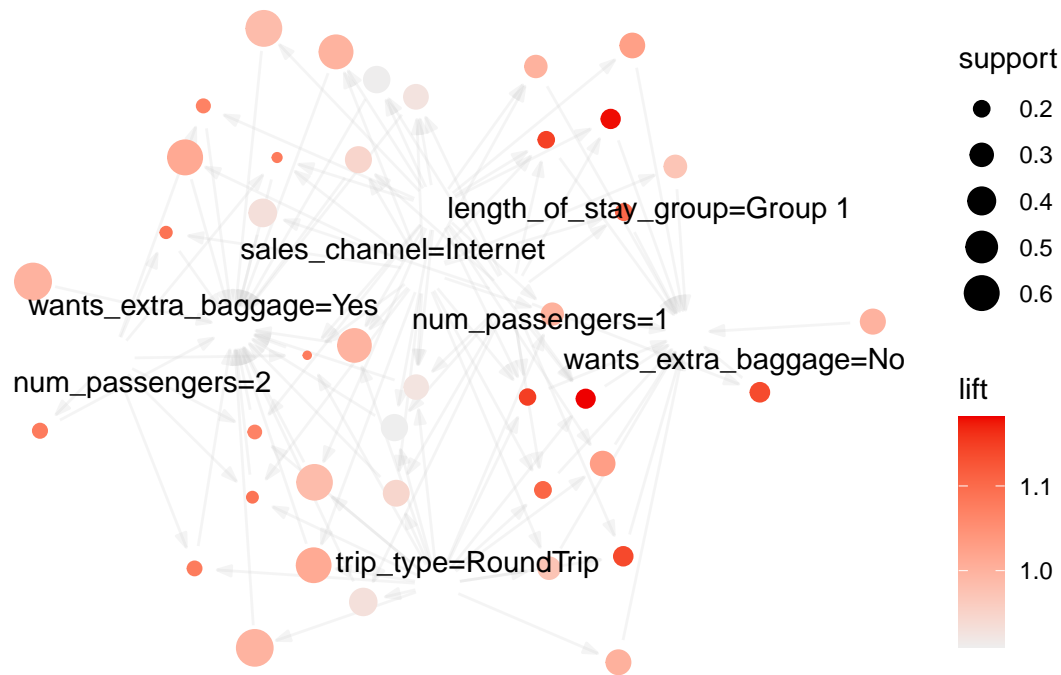 length_of_stay_group=Group 1
sales_channel=Internet
wants_extra_baggage=Yes
num_passengers=1
wants_extra_baggage=No
num_passengers=2
trip_type=RoundTrip
support
0.2
0.3
0.4
0.5
0.6
lift
1.1
1.0